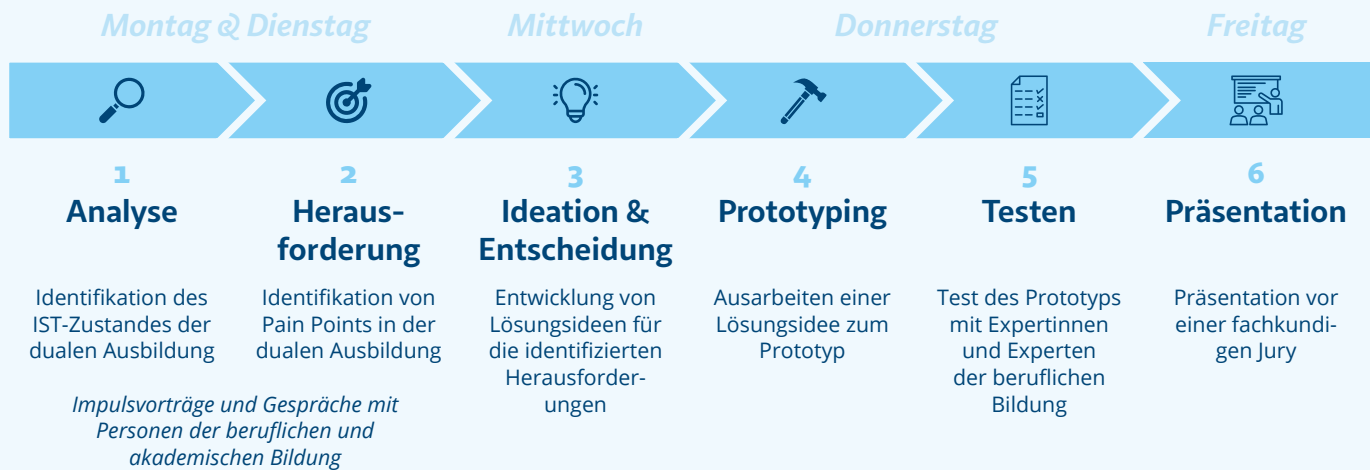 Montag & Dienstag
Mittwoch
Donnerstag
Freitag
1
Analyse
Identifikation des
IST-Zustandes der
dualen Ausbildung
2
Heraus-
forderung
Identifikation von
Pain Points in der
dualen Ausbildung
Impulsvorträge und Gespräche mit
Personen der beruflichen und
akademischen Bildung
3
Ideation &
Entscheidung
Entwicklung von
Lösungsideen für
die identifizierten
Herausforder-
ungen
4
Prototyping
Ausarbeiten einer
Lösungsidee zum
Prototyp
5
Testen
Test des Prototyps
mit Expertinnen
und Experten
der beruflichen
Bildung
6
Präsentation
Präsentation vor
einer fachkundi-
gen Jury